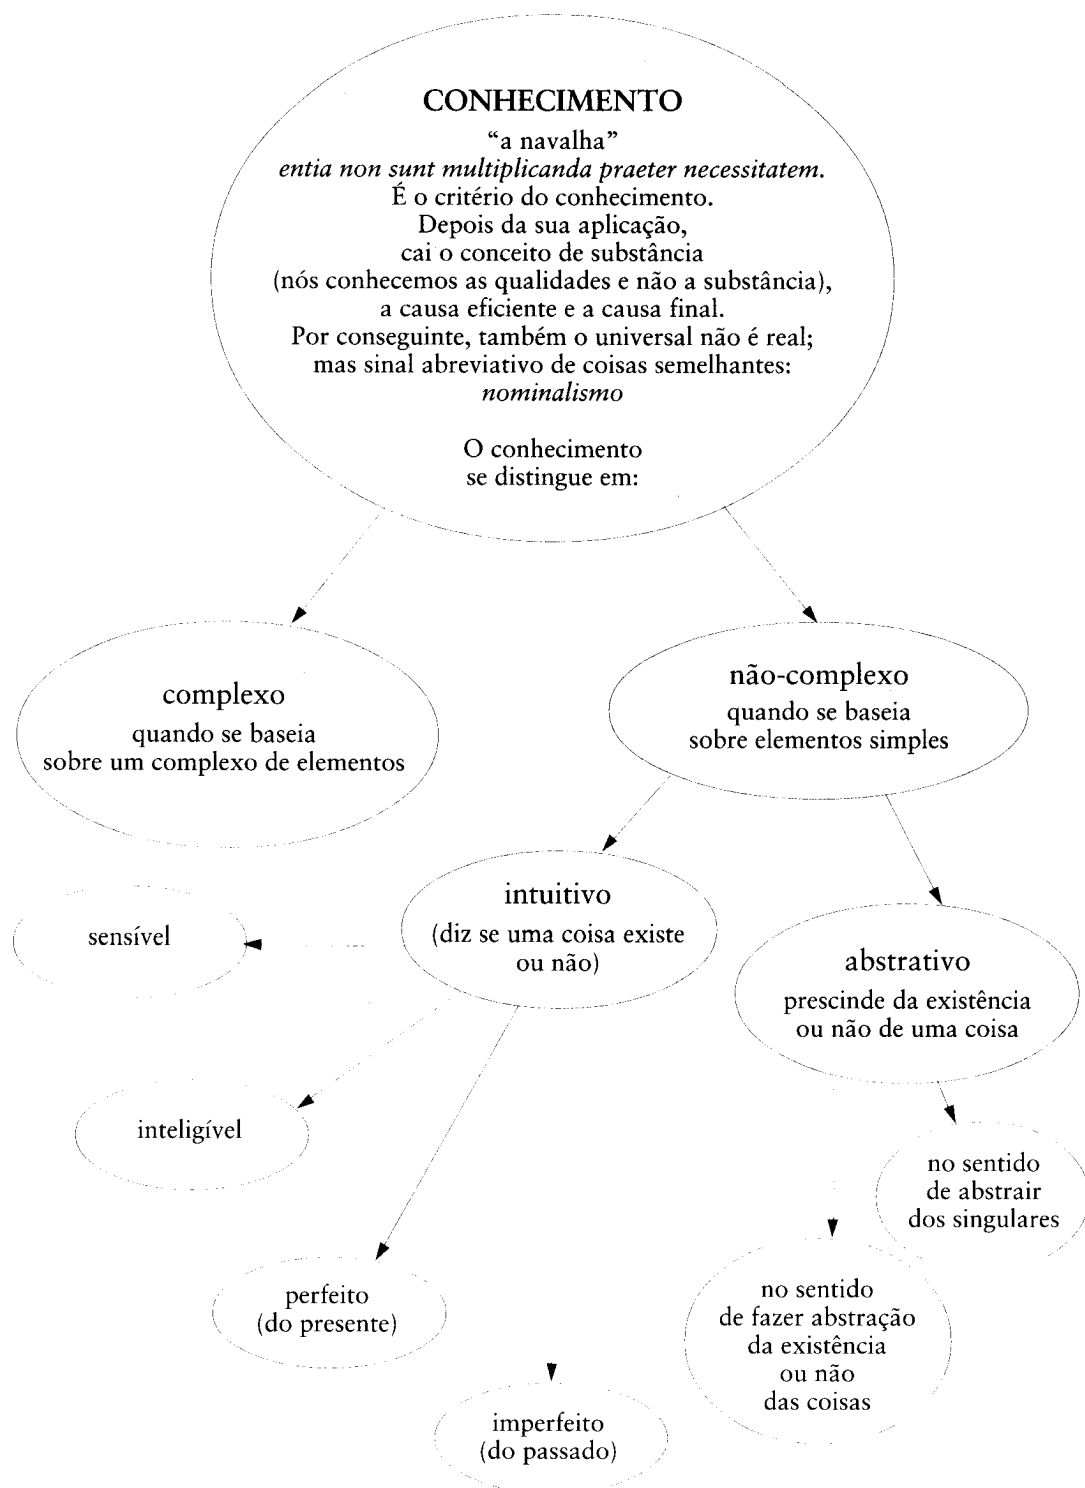 CONHECIMENTO
“a navalha”
entia non sunt multiplicanda praeter necessitatem.
É o critério do conhecimento.
Depois da sua aplicação,
cai o conceito de substância
(nós conhecemos as qualidades e não a substância),
a causa eficiente e a causa final.
Por conseguinte, também o universal não é real;
mas sinal abreviativo de coisas semelhantes:
nominalismo
O conhecimento
se distingue em:
complexo
quando se baseia
sobre um complexo de elementos
não-complexo
quando se baseia
sobre elementos simples
intuitivo
(diz se uma coisa existe
ou não)
sensível
abstrativo
prescinde da existência
ou não de uma coisa
inteligível
no sentido
de abstrair
dos singulares
perfeito
(do presente)
no sentido
de fazer abstração
da existência
ou não
das coisas
imperfeito
(do passado)